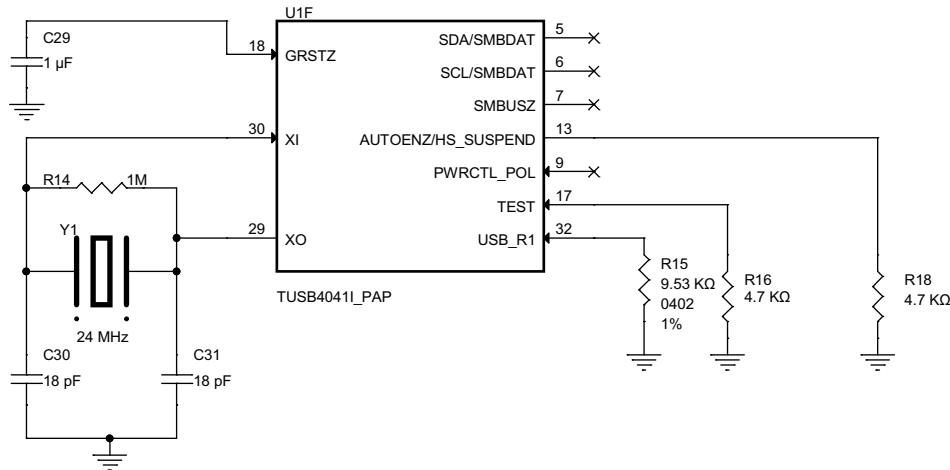 U1F
C29
1 µF
18
GRSTZ
SDA/SMBDAT
5
SCL/SMBDAT
6
SMBUSZ
7
30
XI
AUTOENZ/HS_SUSPEND
13
PWRCTL_POL
9
R14
1M
TEST
17
Y1
29
XO
USB_R1
32
R15
9.53 KΩ
0402
1%
R16
4.7 KΩ
R18
4.7 KΩ
TUSB4041I_PAP
24 MHz
C30
18 pF
C31
18 pF